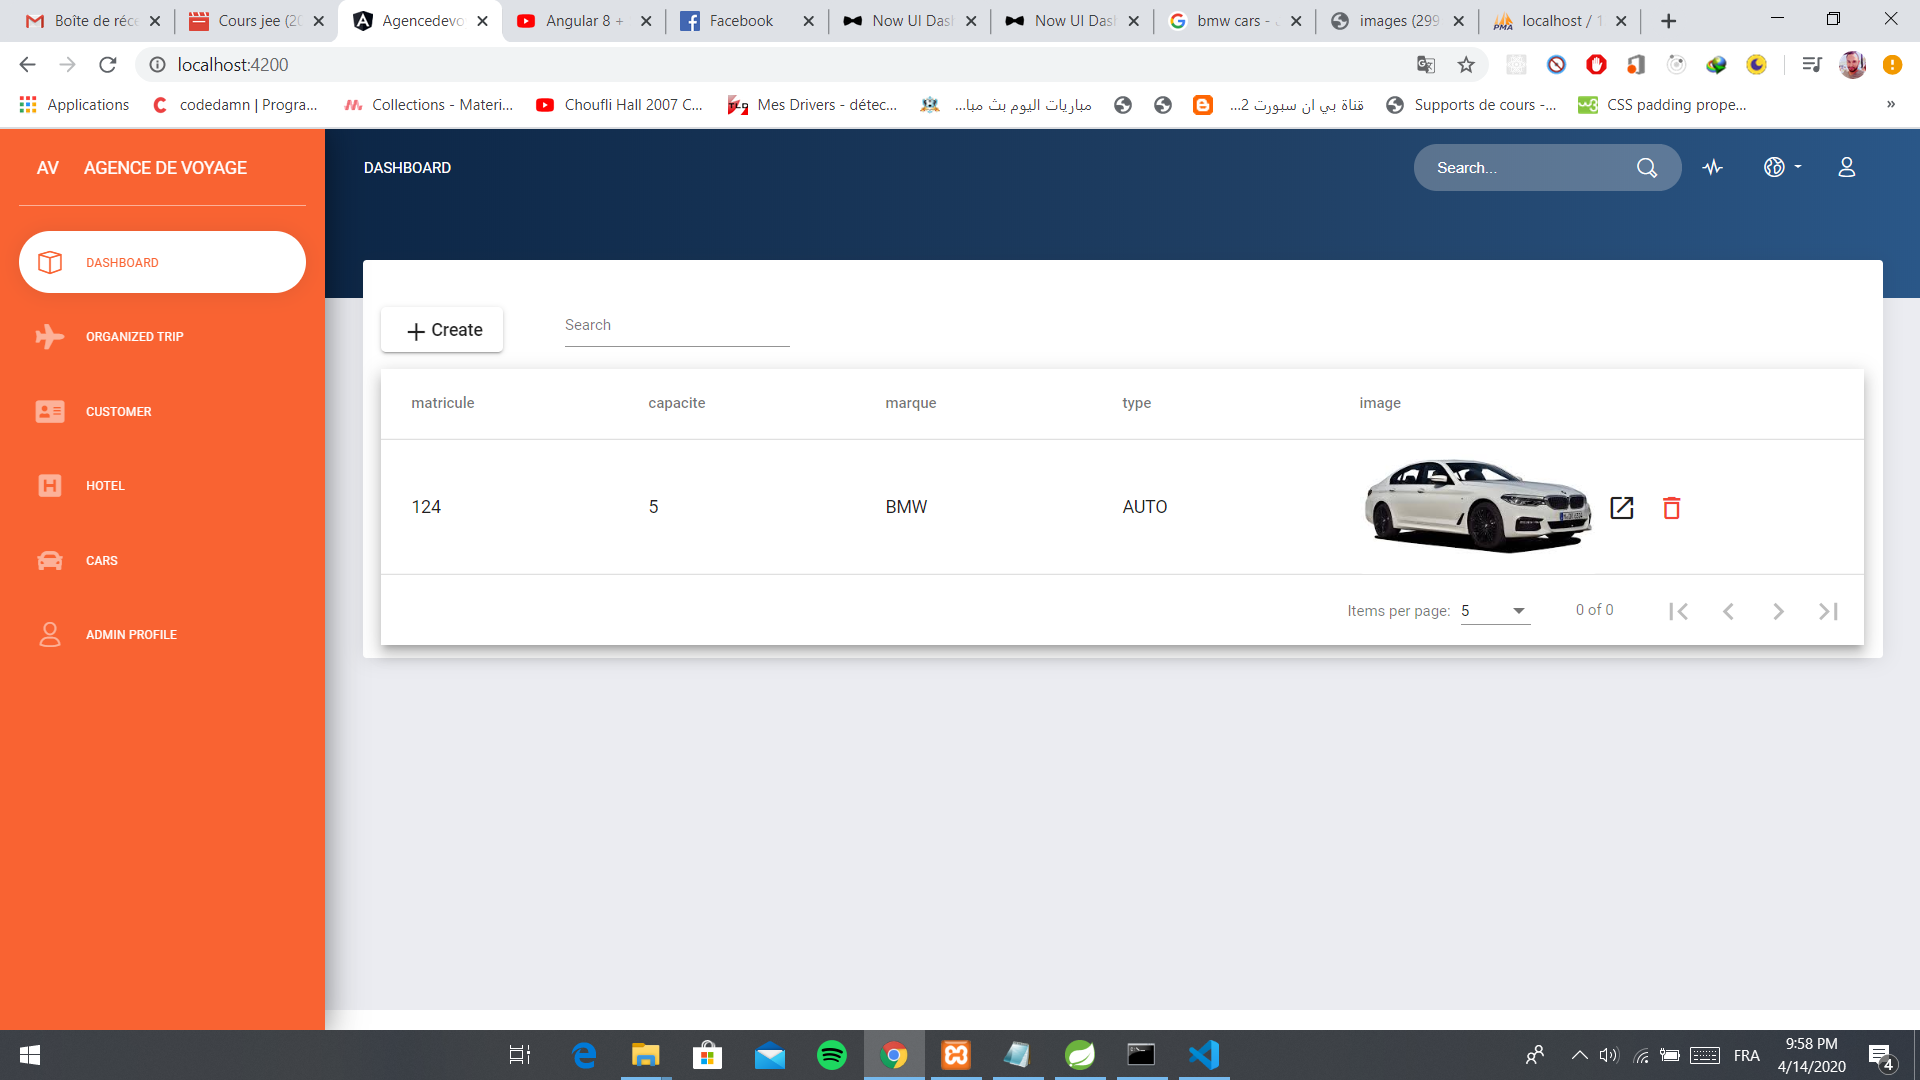 Boîte de réce
Cours jee (20
Agencedevo
Angular 8 +
Facebook
Now UI Dash
Now UI Dash
bmw cars -
images (299
localhost / 1
localhost:4200
Applications
codedamn | Progra...
Collections - Materi...
Choufli Hall 2007 C...
Mes Drivers - détec...
مباريات اليوم بث مبا...
قناة بي ان سبورت 2...
Supports de cours -...
CSS padding prope...
»
AV AGENCE DE VOYAGE
DASHBOARD
Search...
DASHBOARD
ORGANIZED TRIP
CUSTOMER
HOTEL
CARS
ADMIN PROFILE
Create
Search
matricule capacite marque type image
124 5 BMW AUTO
Items per page: 5 0 of 0
FRA
9:58 PM
4/14/2020
4